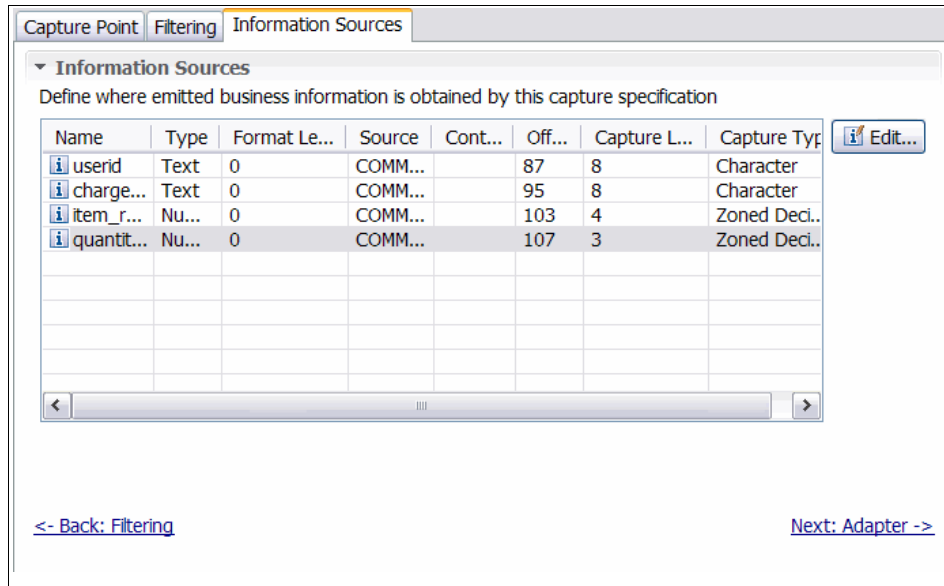 Capture Point Filtering Information Sources
Information Sources
Define where emitted business information is obtained by this capture specification
Name Type Format Le... Source Cont... Off... Capture L... Capture Typ Edit...
userid Text 0 COMM... 87 8 Character
charge... Text 0 COMM... 95 8 Character
item_r... Nu... 0 COMM... 103 4 Zoned Deci..
quantit... Nu... 0 COMM... 107 3 Zoned Deci..
<- Back: Filtering Next: Adapter ->